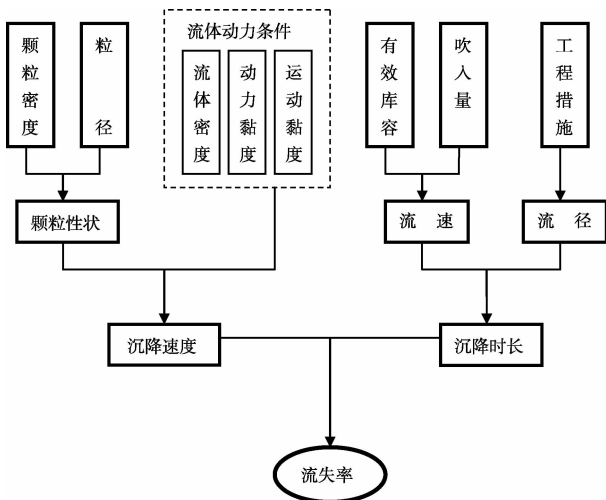 流体动力条件
颗粒密度
粒径
流体密度
动力黏度
运动黏度
有效库容
吹入量
工程措施
颗粒性状
流速
流径
沉降速度
沉降时长
流失率